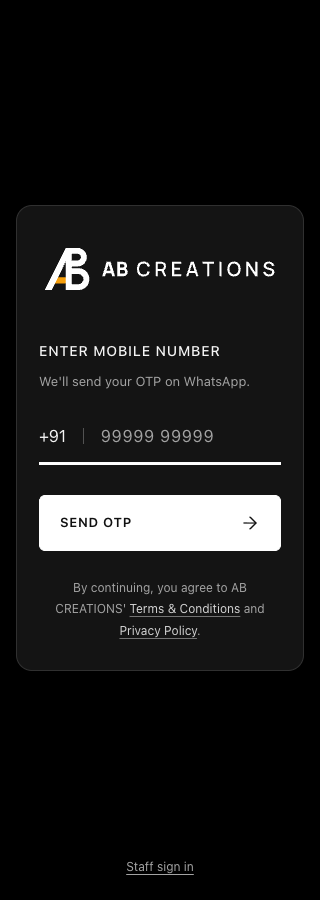 AB CREATIONS
ENTER MOBILE NUMBER
We'll send your OTP on WhatsApp.
+91 99999 99999
SEND OTP
By continuing, you agree to AB
CREATIONS' Terms & Conditions and
Privacy Policy.
Staff sign in